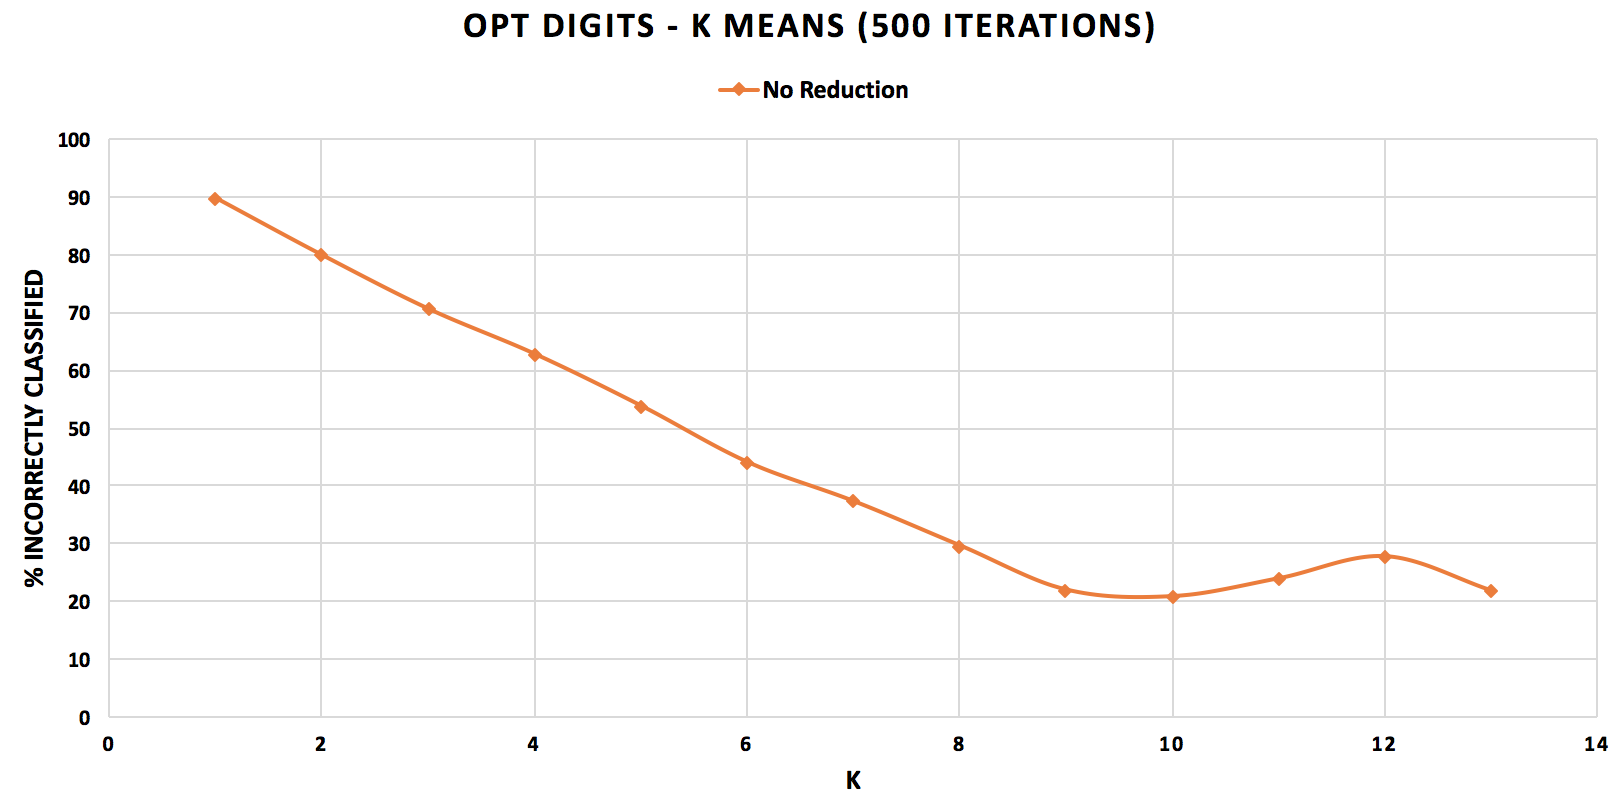 OPT DIGITS - K MEANS (500 ITERATIONS)
No Reduction
100
90
80
70
60
50
40
30
20
10
0
% INCORRECTLY CLASSIFIED
0 2 4 6 8 10 12 14
K